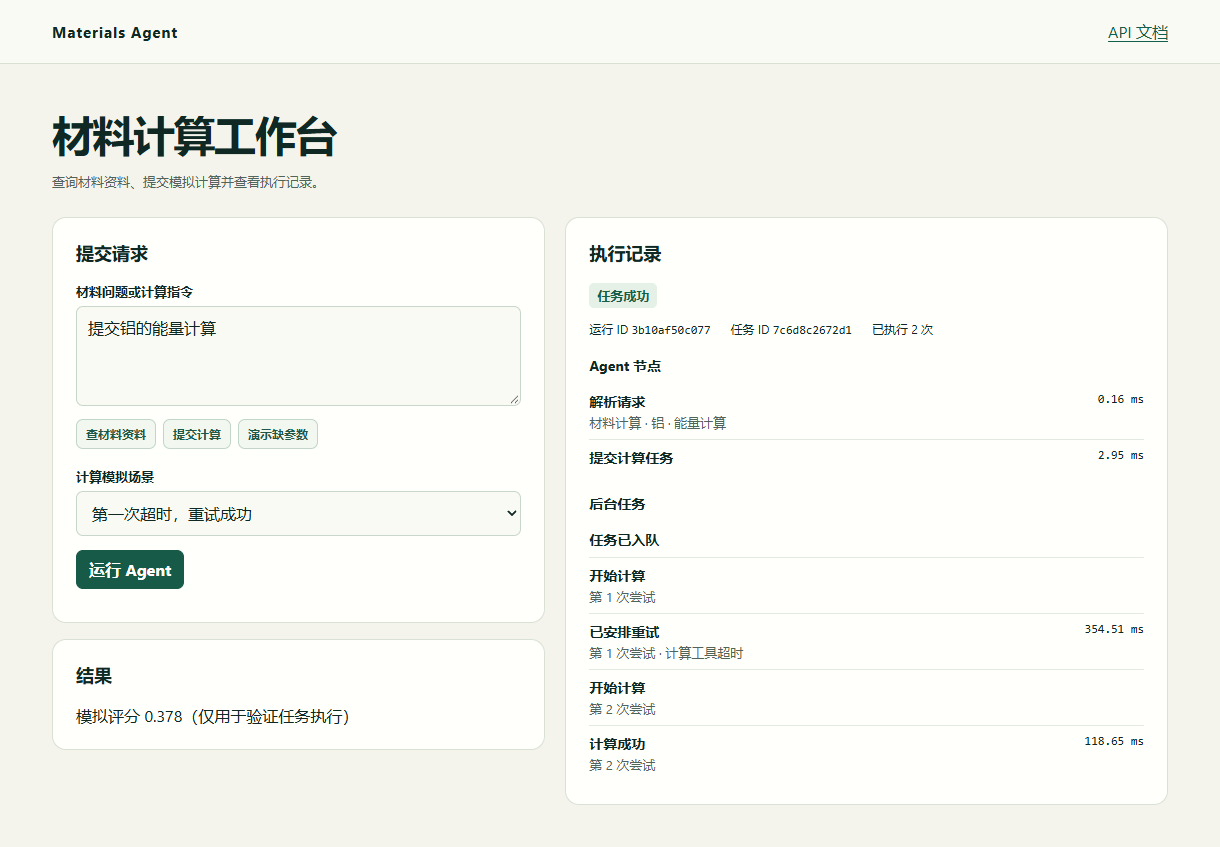 Materials Agent
API 文档
材料计算工作台
查询材料资料、提交模拟计算并查看执行记录。
提交请求
材料问题或计算指令
提交铝的能量计算
查材料资料
提交计算
演示缺参数
计算模拟场景
第一次超时，重试成功
运行 Agent
结果
模拟评分 0.378（仅用于验证任务执行）
执行记录
任务成功
运行 ID 3b10af50c077 任务 ID 7c6d8c2672d1 已执行 2 次
Agent 节点
解析请求 0.16 ms
材料计算 · 铝 · 能量计算
提交计算任务 2.95 ms
后台任务
任务已入队
开始计算
第 1 次尝试
已安排重试 354.51 ms
第 1 次尝试 · 计算工具超时
开始计算
第 2 次尝试
计算成功 118.65 ms
第 2 次尝试